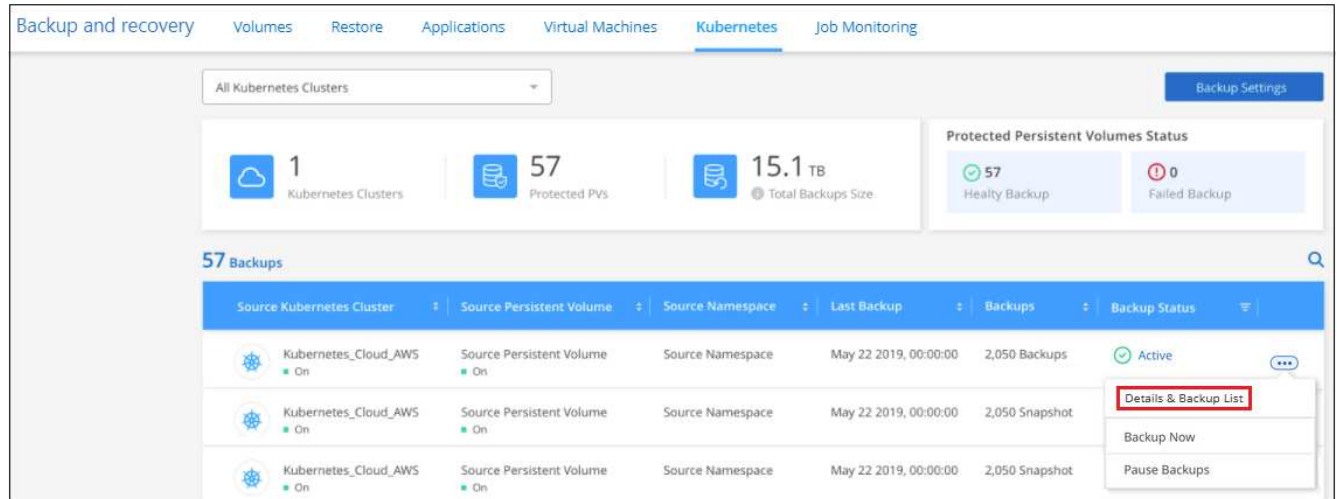 Backup and recovery Volumes Restore Applications Virtual Machines Kubernetes Job Monitoring
All Kubernetes Clusters Backup Settings
Protected Persistent Volumes Status
1 57 15.1 TB 57 0
Kubernetes Clusters Protected PVs Total Backups Size Healty Backup Failed Backup
57 Backups
Source Kubernetes Cluster Source Persistent Volume Source Namespace Last Backup Backups Backup Status
Kubernetes_Cloud_AWS Source Persistent Volume Source Namespace May 22 2019, 00:00:00 2,050 Backups Active
On On
Details & Backup List
Kubernetes_Cloud_AWS Source Persistent Volume Source Namespace May 22 2019, 00:00:00 2,050 Snapshot
On On
Backup Now
Kubernetes_Cloud_AWS Source Persistent Volume Source Namespace May 22 2019, 00:00:00 2,050 Snapshot Pause Backups
On On